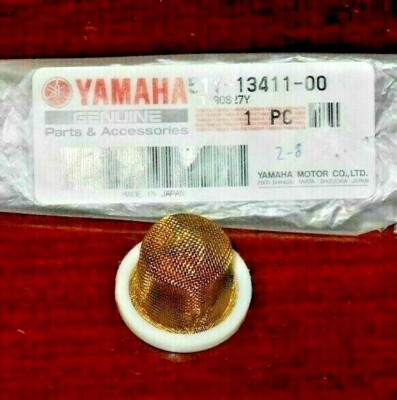 YAMAHA
13411-00
GENUINE
Parts & Accessories
1 PC
2-8
YAMAHA MOTOR CO.,LTD.
MADE IN JAPAN